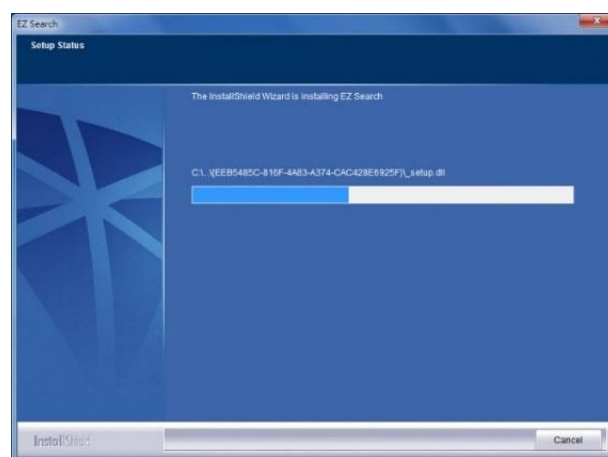 EZ Search
Setup Status
The InstallShield Wizard is installing EZ Search
C:\...\{EEB5485C-816F-4A83-A374-CAC428E6925F}\_setup.dll
InstallShield
Cancel